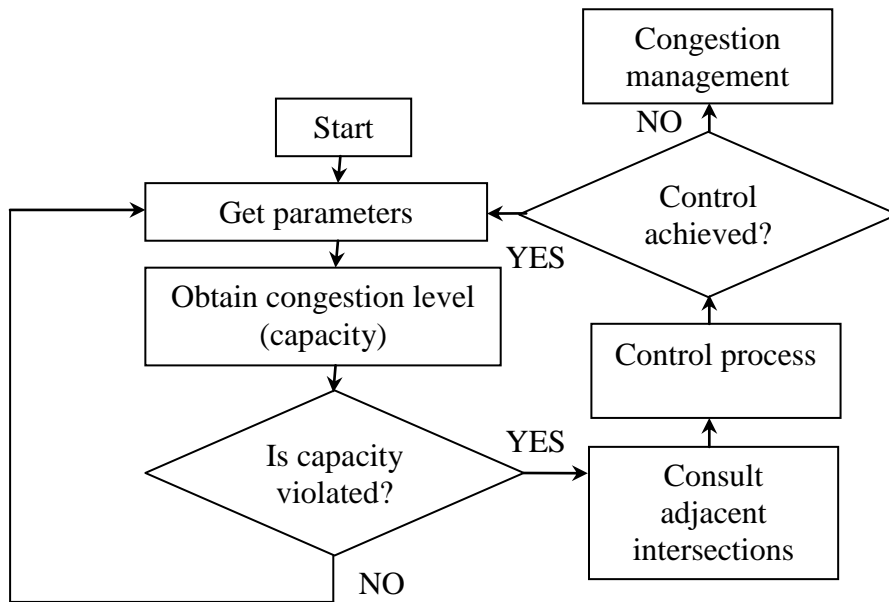 Start
Get parameters
Obtain congestion level
(capacity)
Is capacity
violated?
NO
YES
Consult
adjacent
intersections
Control process
Control
achieved?
YES
NO
Congestion
management